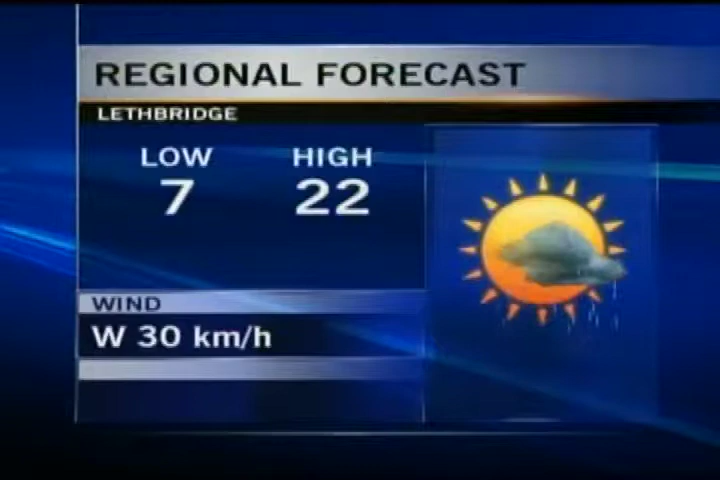 REGIONAL FORECAST
LETHBRIDGE
LOW HIGH
7 22
WIND
W 30 km/h